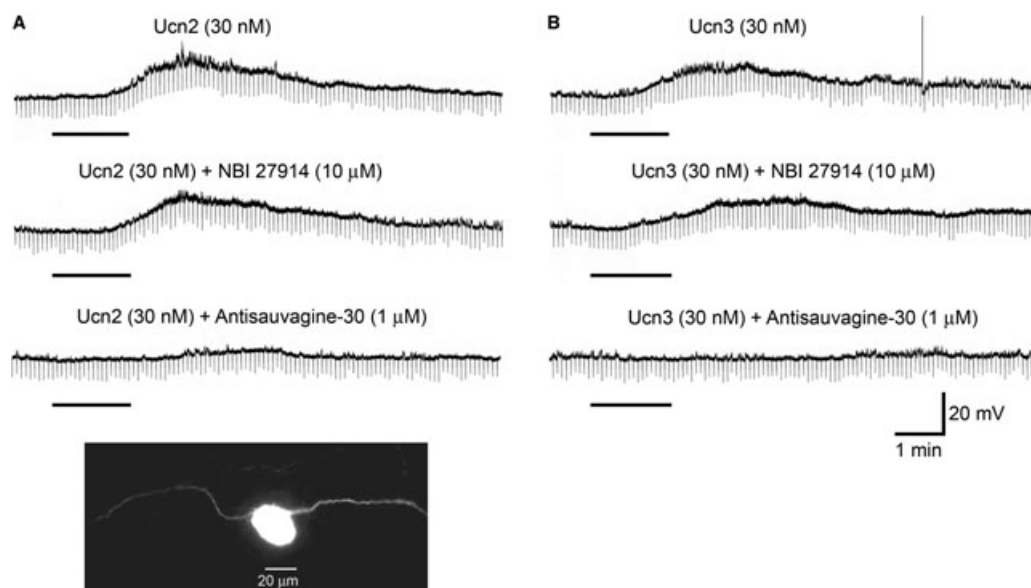 A
Ucn2 (30 nM)
Ucn2 (30 nM) + NBI 27914 (10 μM)
Ucn2 (30 nM) + Antisauvagine-30 (1 μM)
20 μm
B
Ucn3 (30 nM)
Ucn3 (30 nM) + NBI 27914 (10 μM)
Ucn3 (30 nM) + Antisauvagine-30 (1 μM)
20 mV
1 min